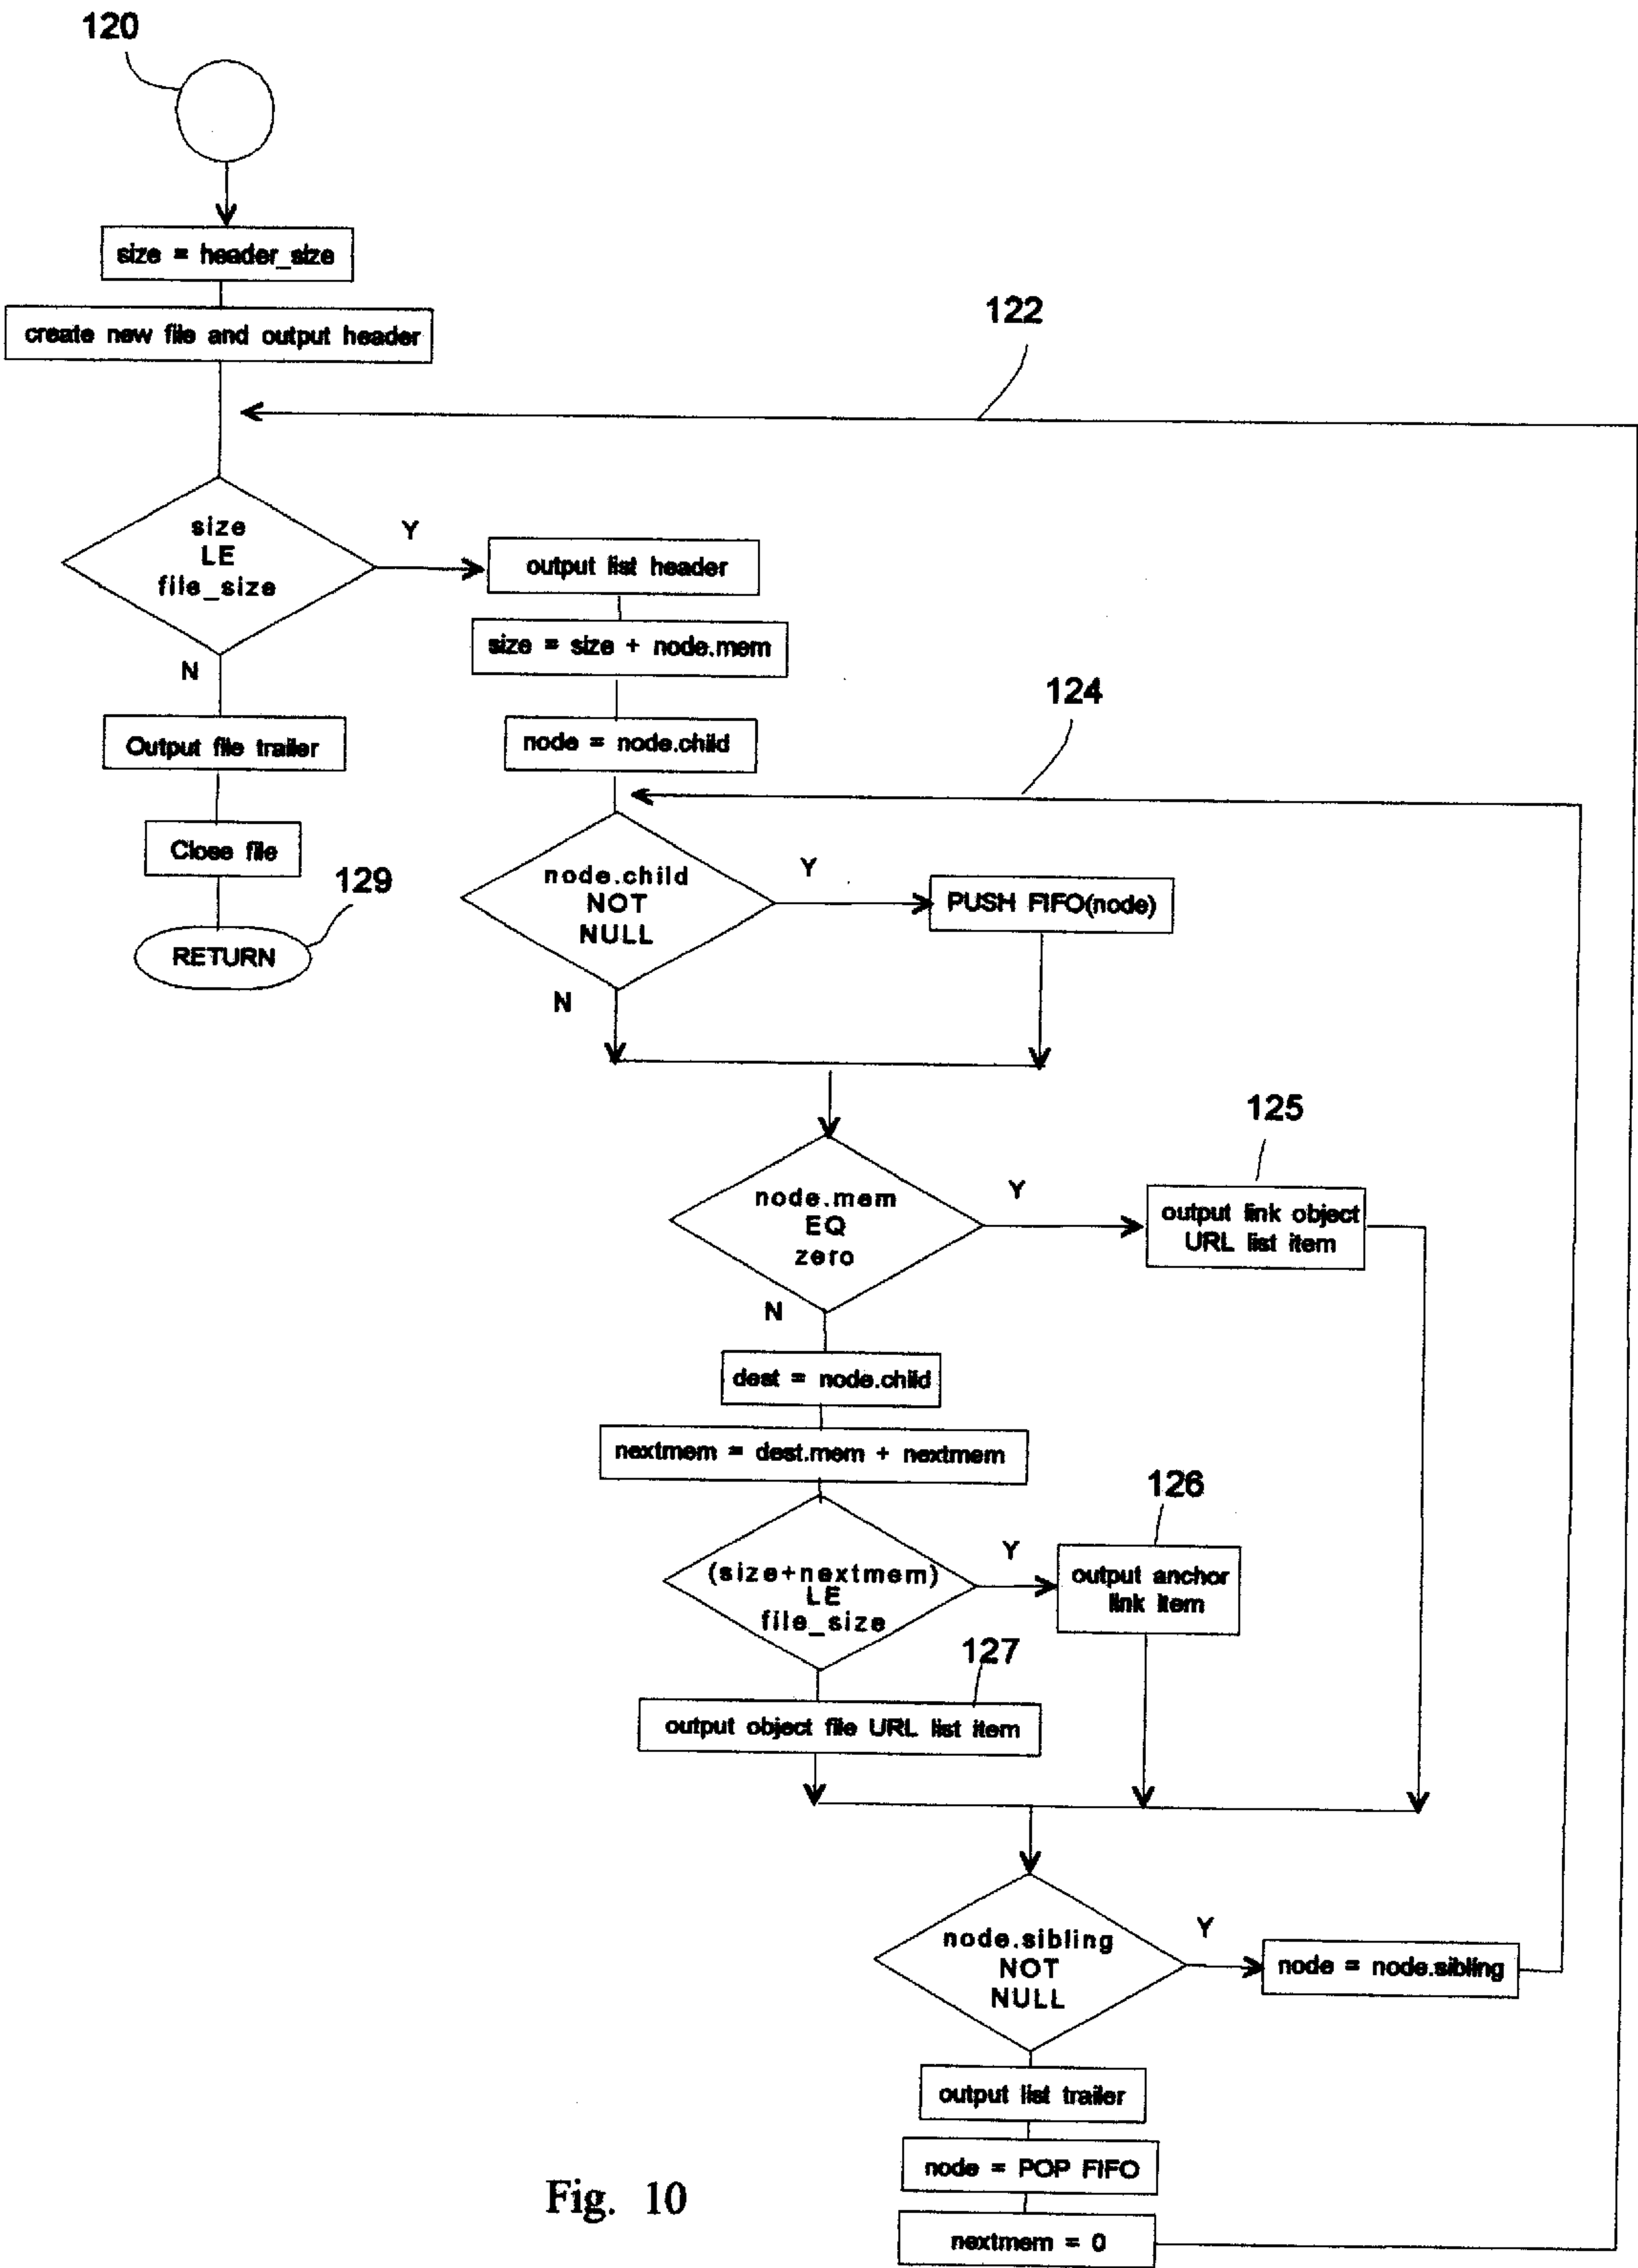 120
size = header_size
create new file and output header
122
size
LE
file_size
Y
N
output list header
size = size + node.mem
node = node.child
124
Output file trailer
Close file
129
RETURN
node.child
NOT
NULL
Y
N
PUSH FIFO(node)
node.mem
EQ
zero
Y
N
125
output link object
URL list item
dest = node.child
nextmem = dest.mem + nextmem
(size+nextmem)
LE
file_size
Y
126
output anchor
link item
127
output object file URL list item
node.sibling
NOT
NULL
Y
node = node.sibling
output list trailer
node = POP FIFO
nextmem = 0
Fig. 10